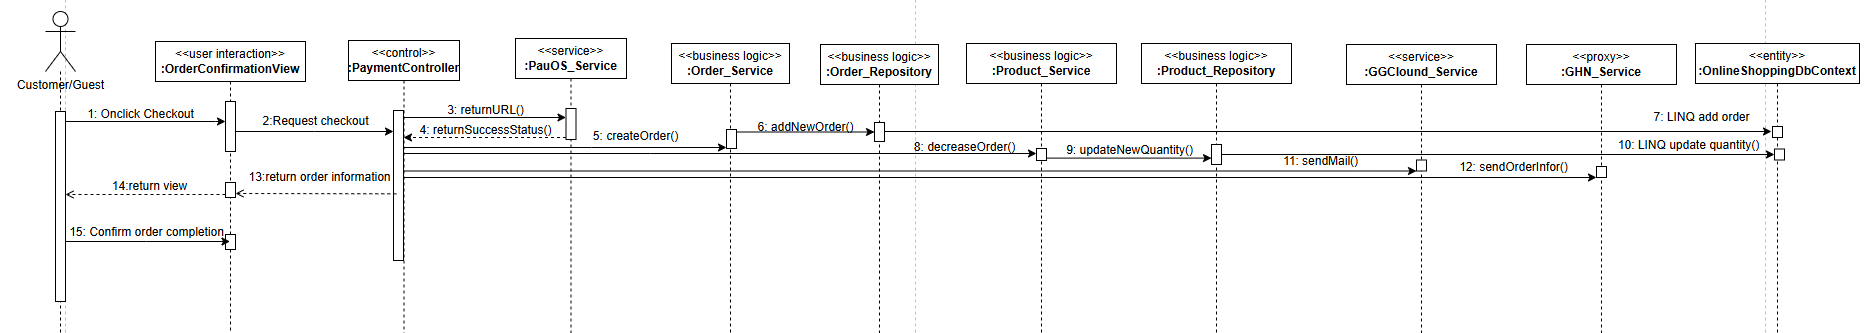 Customer/Guest
<<user interaction>>
:OrderConfirmationView
<<control>>
:PaymentController
<<service>>
:PauOS_Service
<<business logic>>
:Order_Service
<<business logic>>
:Order_Repository
<<business logic>>
:Product_Service
<<business logic>>
:Product_Repository
<<service>>
:GGClound_Service
<<proxy>>
:GHN_Service
<<entity>>
:OnlineShoppingDbContext
1: Onclick Checkout
2:Request checkout
3: returnURL()
4: returnSuccessStatus()
5: createOrder()
6: addNewOrder()
7: LINQ add order
8: decreaseOrder()
9: updateNewQuantity()
10: LINQ update quantity()
11: sendMail()
12: sendOrderInfor()
13:return order information
14:return view
15: Confirm order completion